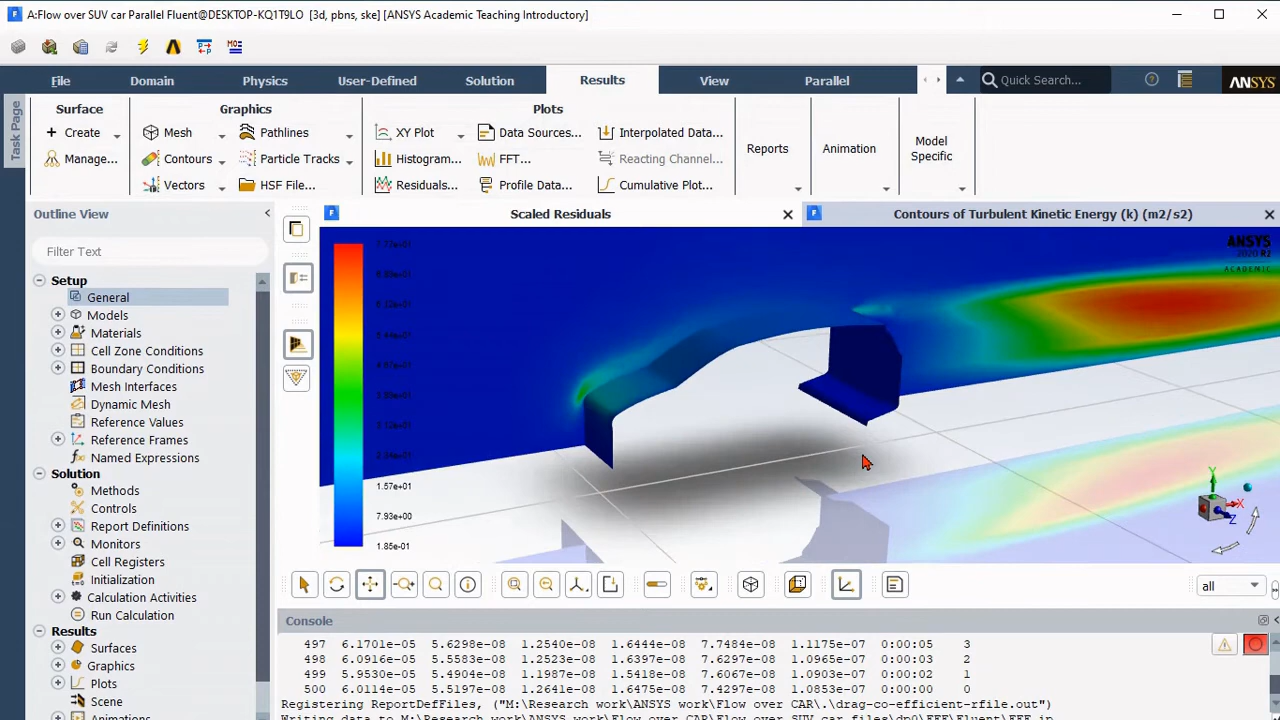 A:Flow over SUV car Parallel Fluent@DESKTOP-KQ1T9LO [3d, pbns, ske] [ANSYS Academic Teaching Introductory]
File Domain Physics User-Defined Solution Results View Parallel Quick Search... ANSYS
Task Page
Surface
Create
Manage...
Graphics
Mesh
Contours
Vectors
Pathlines
Particle Tracks
HSF File...
Plots
XY Plot
Histogram...
Residuals...
Data Sources...
FFT...
Profile Data...
Interpolated Data...
Reacting Channel...
Cumulative Plot...
Reports
Animation
Model
Specific
Outline View
Filter Text
Setup
General
Models
Materials
Cell Zone Conditions
Boundary Conditions
Mesh Interfaces
Dynamic Mesh
Reference Values
Reference Frames
Named Expressions
Solution
Methods
Controls
Report Definitions
Monitors
Cell Registers
Initialization
Calculation Activities
Run Calculation
Results
Surfaces
Graphics
Plots
Scene
Animations
Scaled Residuals
Contours of Turbulent Kinetic Energy (k) (m2/s2)
ANSYS
2020 R2
ACADEMIC
1.57e+01
7.93e+00
1.85e-01
Y
X
Z
all
Console
497 6.1701e-05 5.6298e-08 1.2540e-08 1.6444e-08 7.7484e-08 1.1175e-07 0:00:05 3
498 6.0916e-05 5.5583e-08 1.2523e-08 1.6397e-08 7.6297e-08 1.0965e-07 0:00:03 2
499 5.9530e-05 5.4904e-08 1.1987e-08 1.5418e-08 7.6067e-08 1.0903e-07 0:00:02 1
500 6.0114e-05 5.5197e-08 1.2641e-08 1.6475e-08 7.4297e-08 1.0853e-07 0:00:00 0
Registering ReportDefFiles, ("M:\Research work\ANSYS work\Flow over CAR\.\drag-co-efficient-rfile.out")